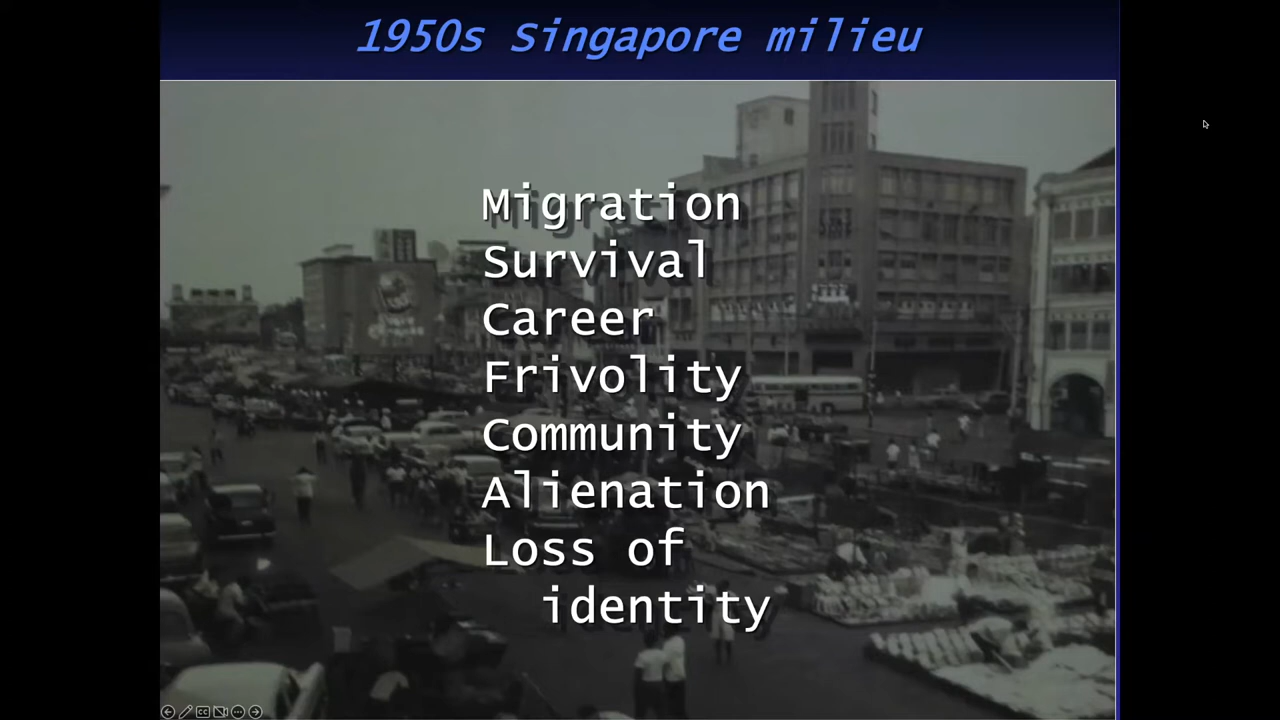 1950s Singapore milieu
Migration
Survival
Career
Frivolity
Community
Alienation
Loss of
identity